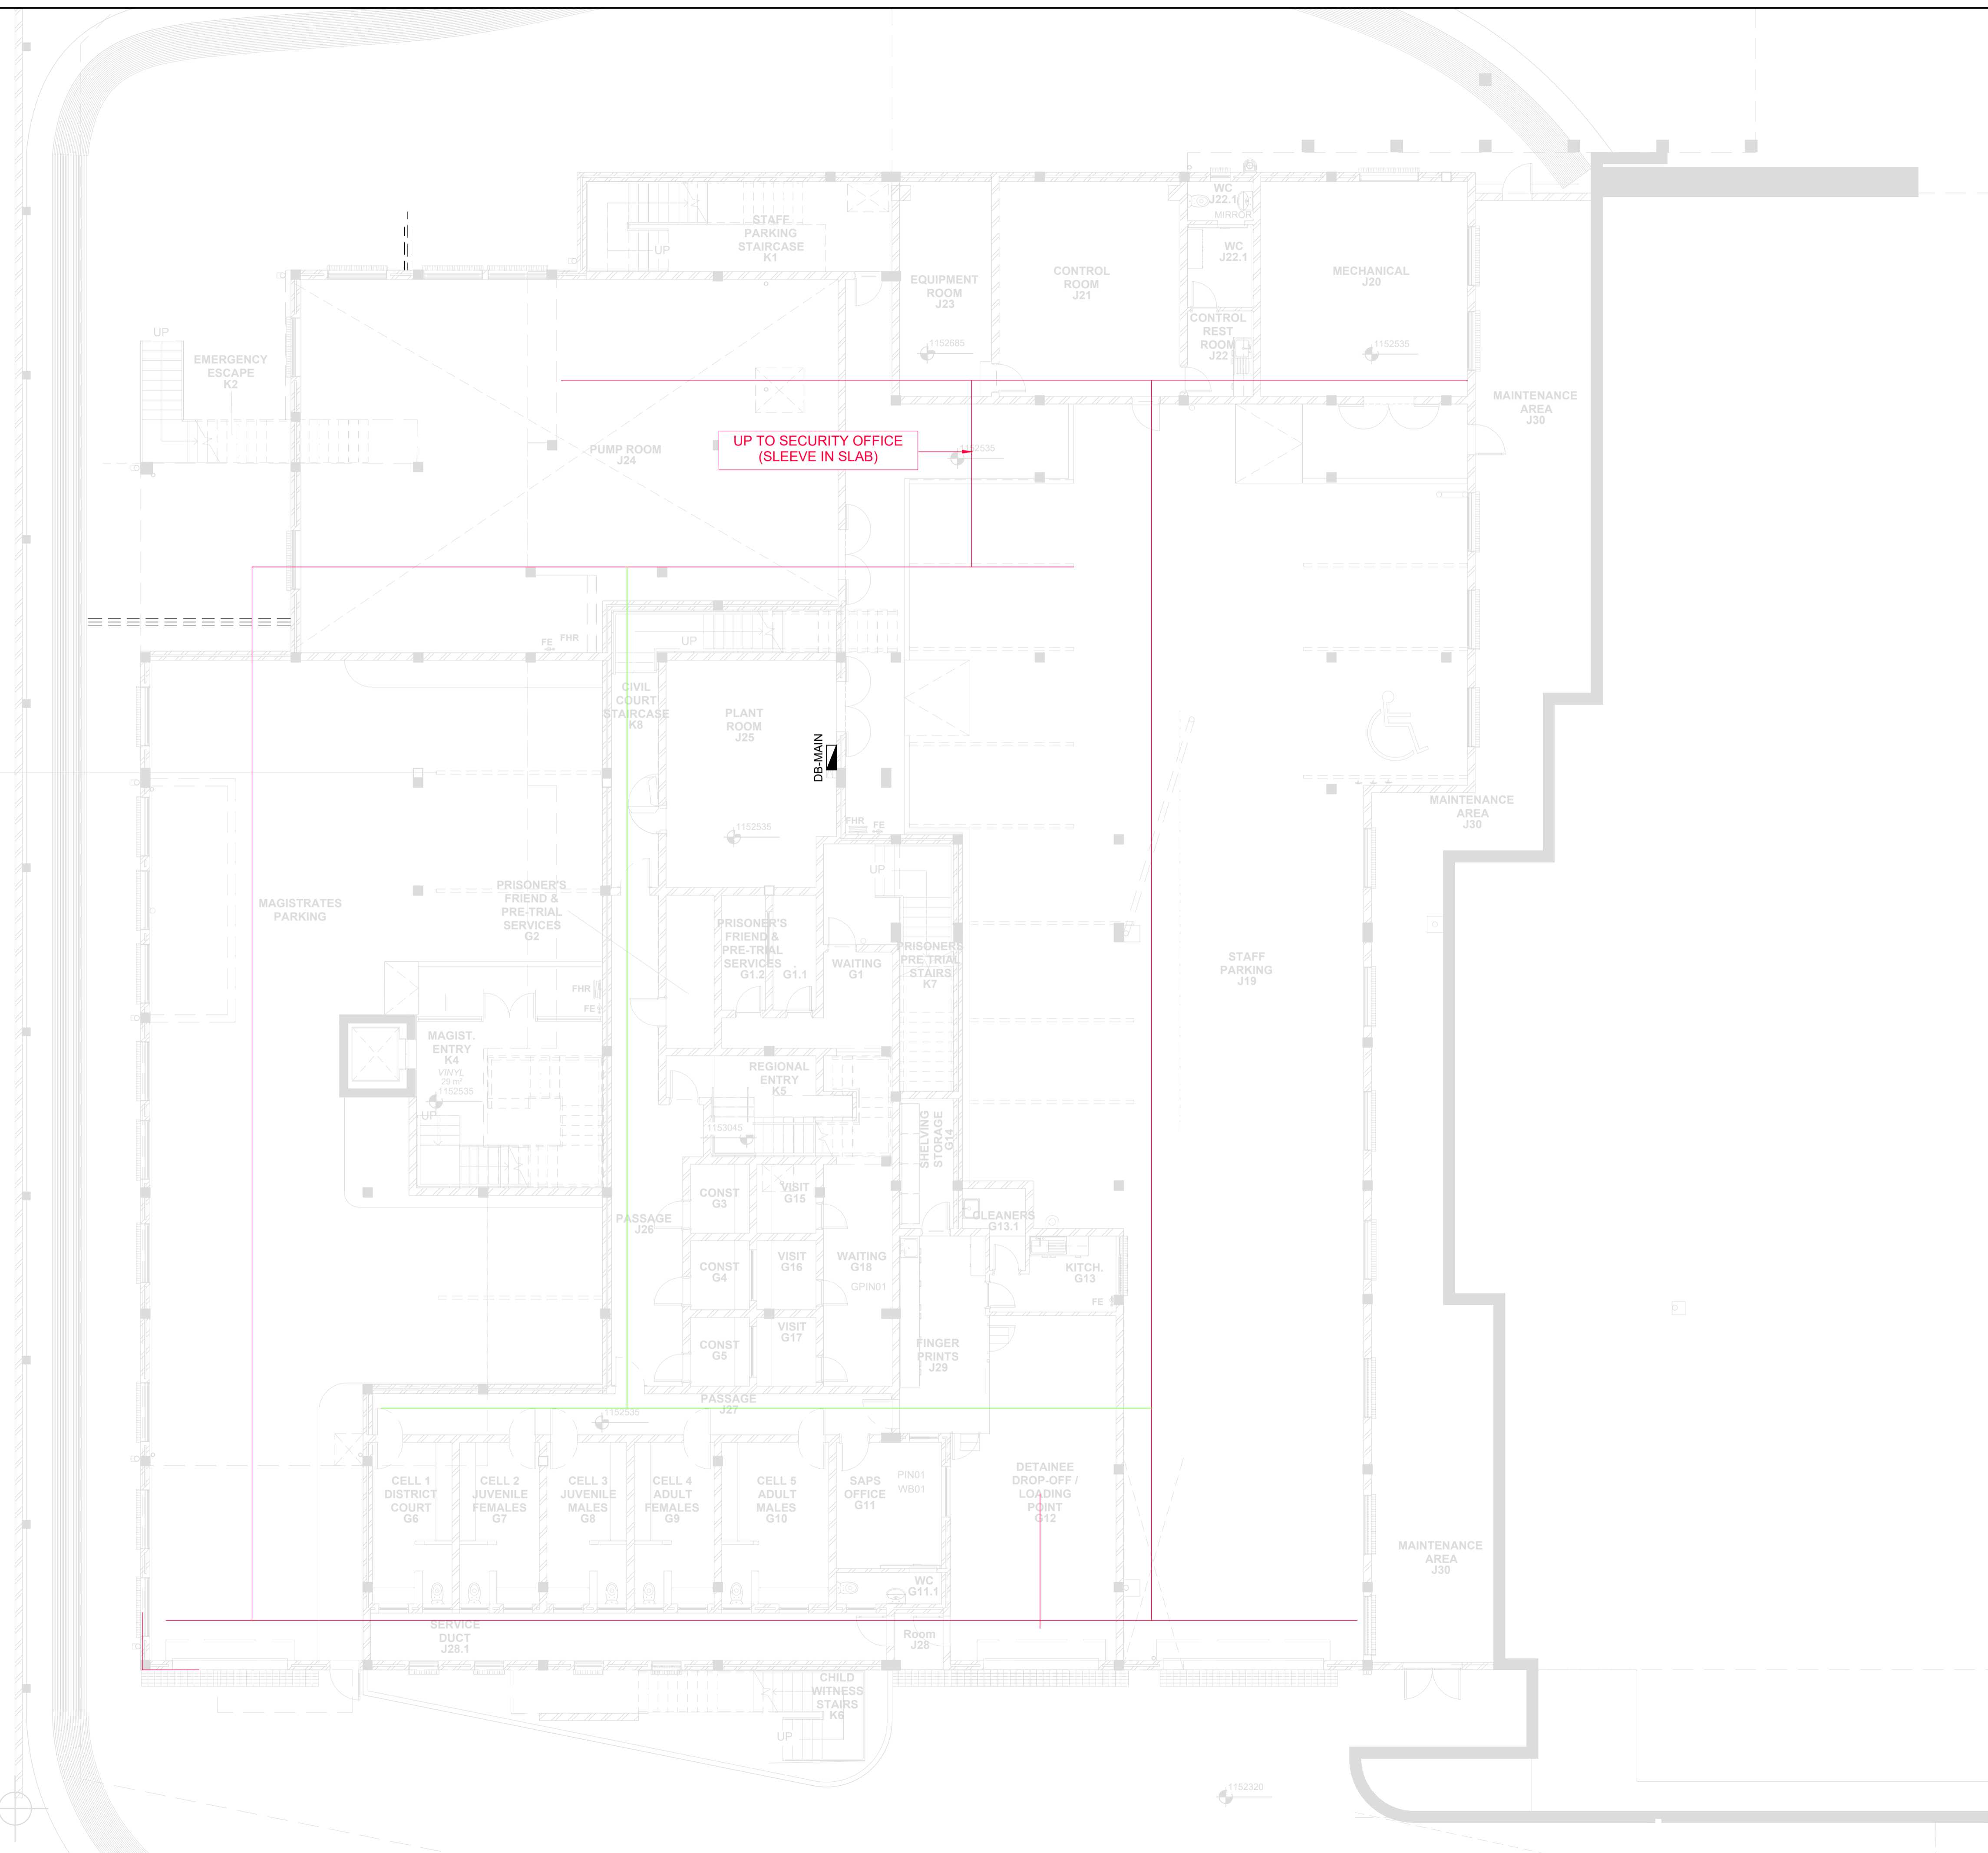 STAFF
PARKING
STAIRCASE
K1
UP
WC
J22.1
MIRROR
WC
J22.1
EQUIPMENT
ROOM
J23
CONTROL
ROOM
J21
MECHANICAL
J20
CONTROL
REST
ROOM
J22
1152685
1152535
UP
EMERGENCY
ESCAPE
K2
MAINTENANCE
AREA
J30
PUMP ROOM
J24
UP TO SECURITY OFFICE
(SLEEVE IN SLAB)
1152535
FE
FHR
UP
CIVIL
COURT
STAIRCASE
K8
PLANT
ROOM
J25
DB-MAIN
1152535
FHR
FE
MAINTENANCE
AREA
J30
UP
MAGISTRATES
PARKING
PRISONER'S
FRIEND &
PRE-TRIAL
SERVICES
G2
PRISONER'S
FRIEND &
PRE-TRIAL
SERVICES
G1.2
G1.1
WAITING
G1
PRISONERS
PRE TRIAL
STAIRS
K7
STAFF
PARKING
J19
FHR
FE
MAGIST.
ENTRY
K4
VINYL
29 m²
1152535
UP
REGIONAL
ENTRY
K5
1153045
SHELVING
STORAGE
G14
CONST
G3
VISIT
G15
PASSAGE
J26
CLEANERS
G13.1
CONST
G4
VISIT
G16
WAITING
G18
GPIN01
KITCH.
G13
FE
CONST
G5
VISIT
G17
FINGER
PRINTS
J29
PASSAGE
J27
1152535
CELL 1
DISTRICT
COURT
G6
CELL 2
JUVENILE
FEMALES
G7
CELL 3
JUVENILE
MALES
G8
CELL 4
ADULT
FEMALES
G9
CELL 5
ADULT
MALES
G10
SAPS
OFFICE
G11
PIN01
WB01
DETAINEE
DROP-OFF /
LOADING
POINT
G12
MAINTENANCE
AREA
J30
WC
G11.1
SERVICE
DUCT
J28.1
Room
J28
CHILD
WITNESS
STAIRS
K6
UP
1152320